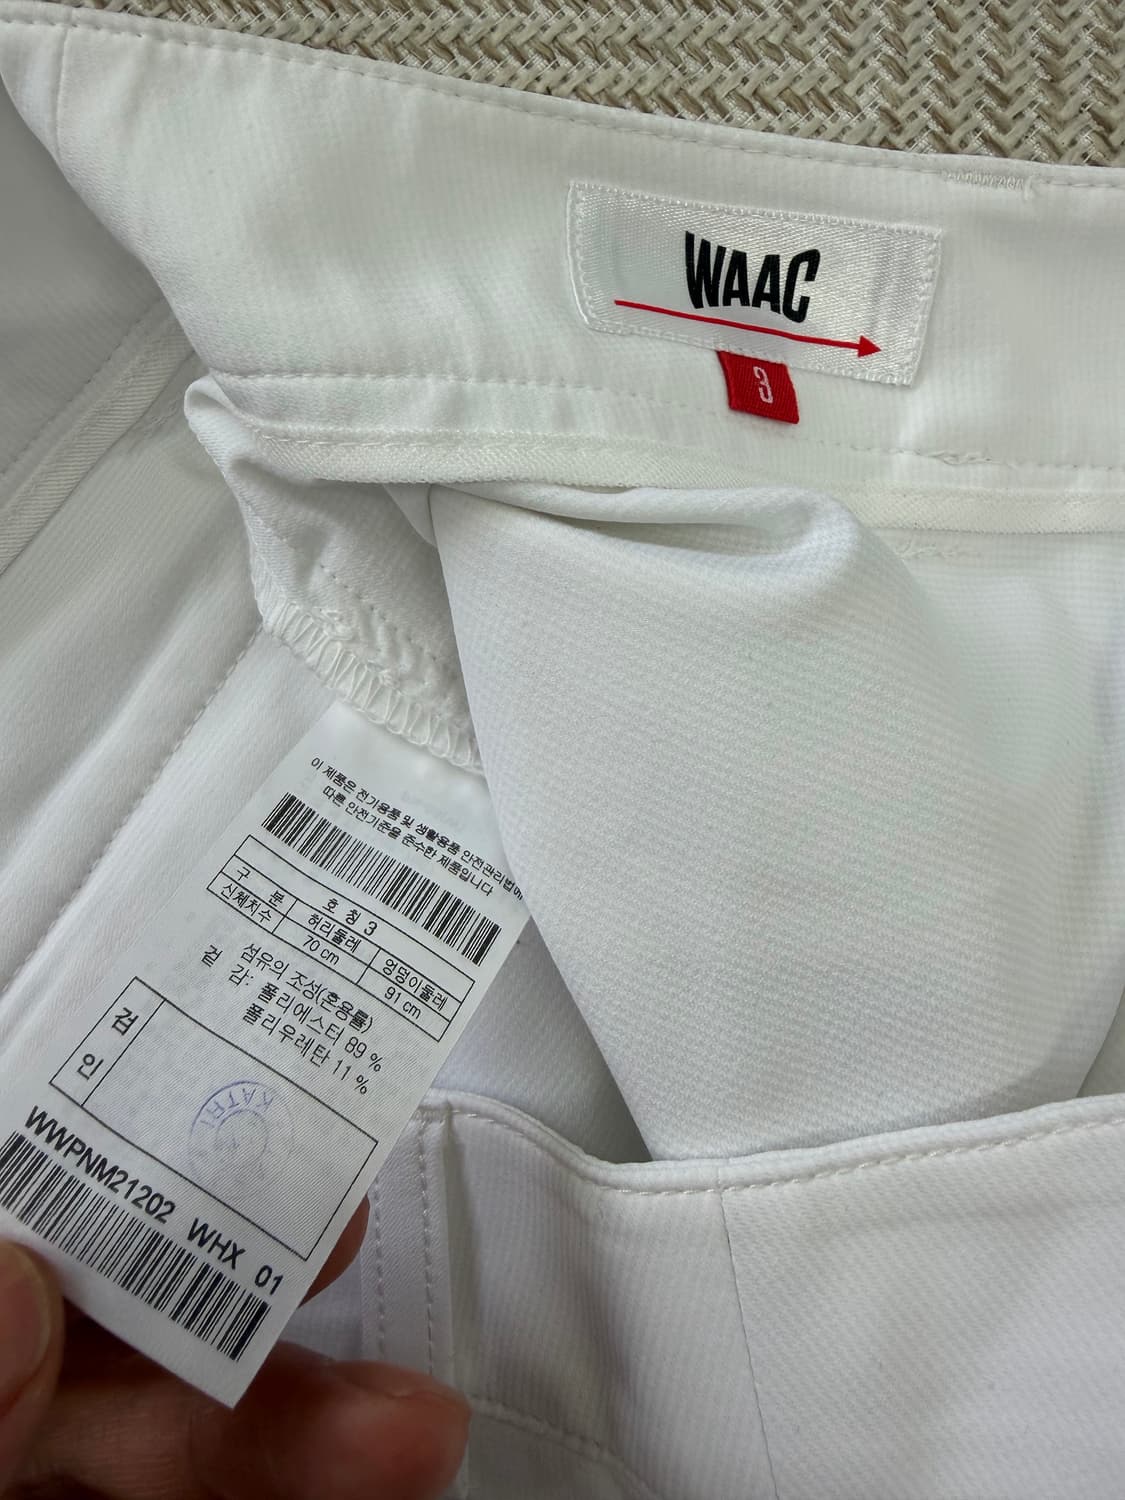 WAAC
3
이 제품은 전기용품 및 생활용품 안전관리법에
따른 안전기준을 준수한 제품입니다
구 분 호 칭 3
신체치수 허리둘레 엉덩이둘레
70 cm 91 cm
섬유의 조성(혼용률)
겉 감: 폴리에스터 89 %
폴리우레탄 11 %
검
인
KATRI
WWPNM21202 WHX 01